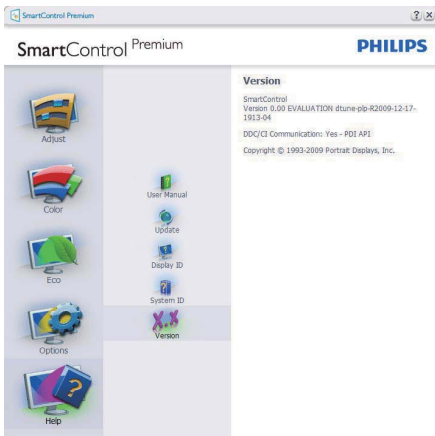 SmartControl Premium
SmartControl Premium
PHILIPS
Adjust
Color
Eco
Options
Help
User Manual
Update
Display ID
System ID
X.X
Version
Version
SmartControl
Version 0.00 EVALUATION dtune-plp-R2009-12-17-
1913-04
DDC/CI Communication: Yes - PDI API
Copyright © 1993-2009 Portrait Displays, Inc.